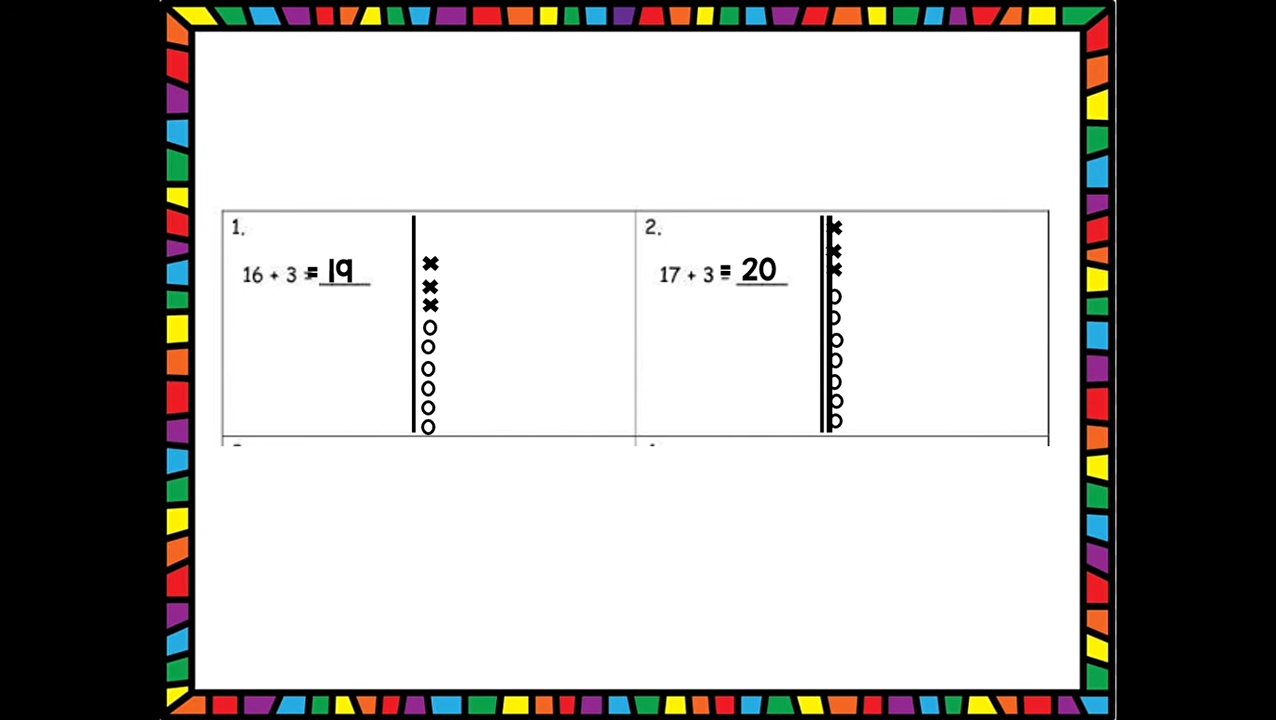 1.
16 + 3 = 19
2.
17 + 3 = 20